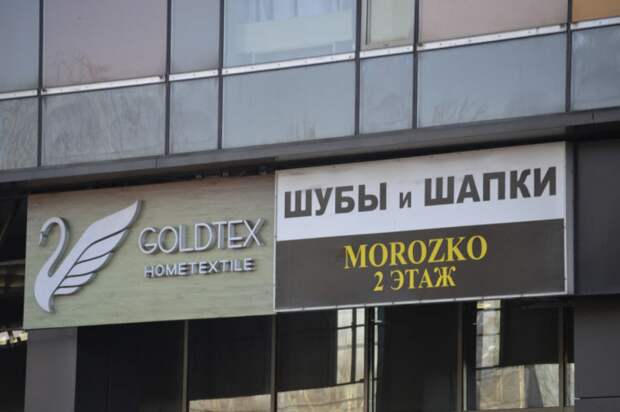 GOLDTEX
HOMETEXTILE
ШУБЫ и ШАПКИ
MOROZKO
2 ЭТАЖ